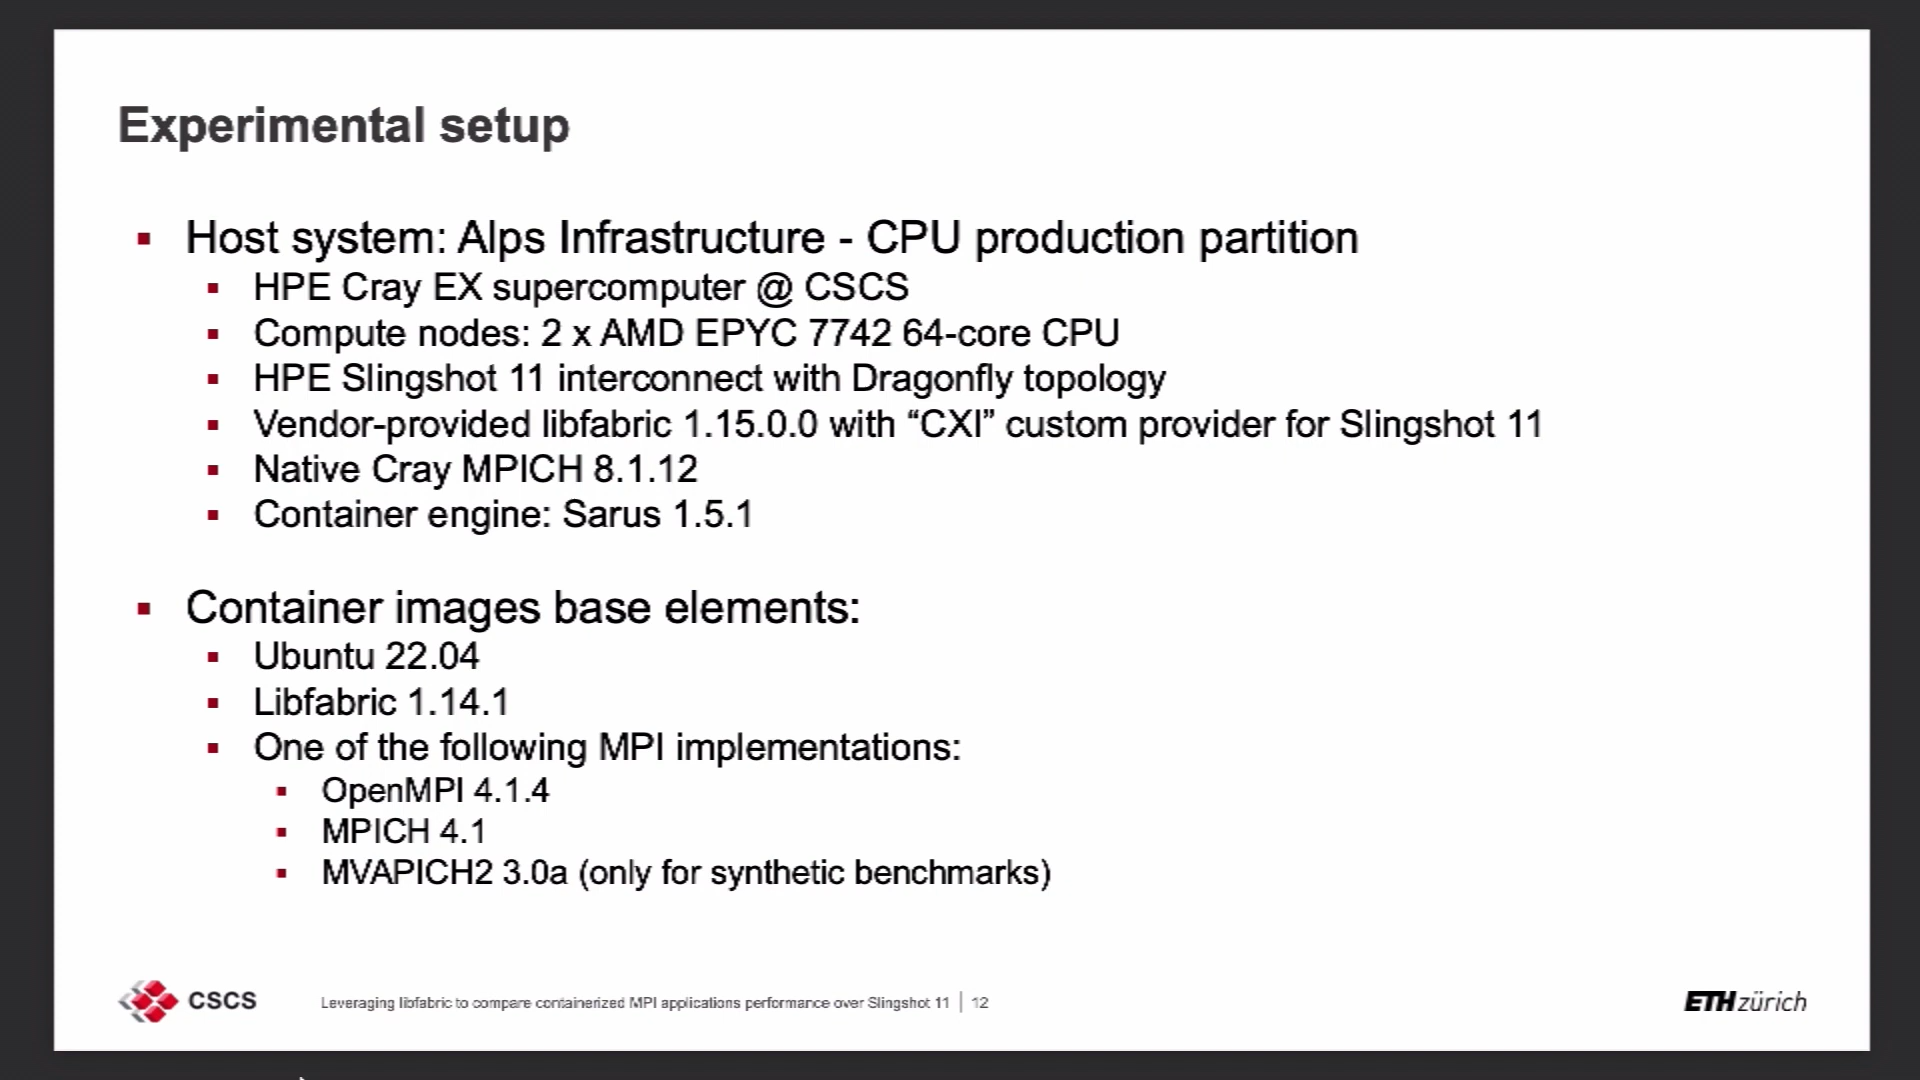 Experimental setup
Host system: Alps Infrastructure - CPU production partition
HPE Cray EX supercomputer @ CSCS
Compute nodes: 2 x AMD EPYC 7742 64-core CPU
HPE Slingshot 11 interconnect with Dragonfly topology
Vendor-provided libfabric 1.15.0.0 with “CXI” custom provider for Slingshot 11
Native Cray MPICH 8.1.12
Container engine: Sarus 1.5.1
Container images base elements:
Ubuntu 22.04
Libfabric 1.14.1
One of the following MPI implementations:
OpenMPI 4.1.4
MPICH 4.1
MVAPICH2 3.0a (only for synthetic benchmarks)
CSCS
Leveraging libfabric to compare containerized MPI applications performance over Slingshot 11 | 12
ETH zürich